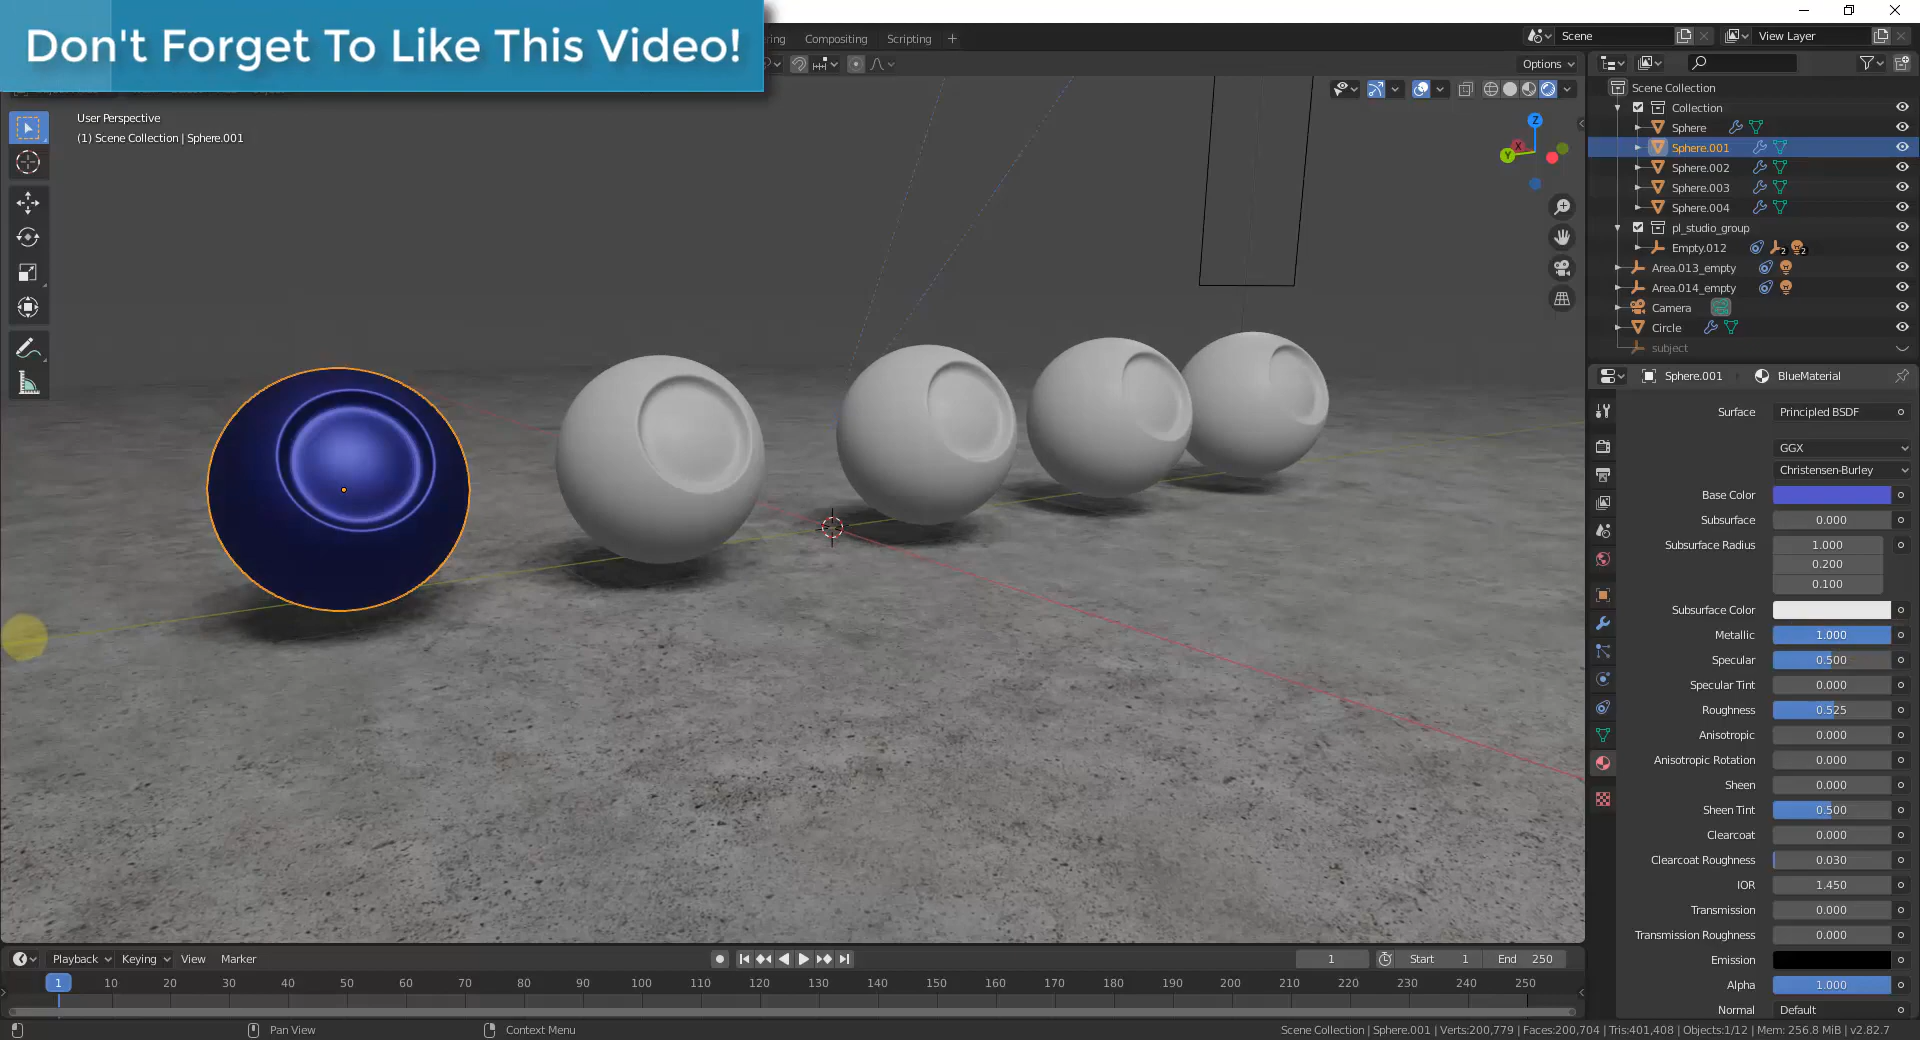 Don't Forget To Like This Video!
Compositing
Scripting
Scene
View Layer
Options
User Perspective
(1) Scene Collection | Sphere.001
Z
X
Y
Scene Collection
Collection
Sphere
Sphere.001
Sphere.002
Sphere.003
Sphere.004
pl_studio_group
Empty.012
2
2
Area.013_empty
Area.014_empty
Camera
Circle
subject
Sphere.001
BlueMaterial
Surface Principled BSDF
GGX
Christensen-Burley
Base Color
Subsurface 0.000
Subsurface Radius 1.000
0.200
0.100
Subsurface Color
Metallic 1.000
Specular 0.500
Specular Tint 0.000
Roughness 0.525
Anisotropic 0.000
Anisotropic Rotation 0.000
Sheen 0.000
Sheen Tint 0.500
Clearcoat 0.000
Clearcoat Roughness 0.030
IOR 1.450
Transmission 0.000
Transmission Roughness 0.000
Emission
Alpha 1.000
Normal Default
Playback Keying View Marker
1 Start 1 End 250
1 10 20 30 40 50 60 70 80 90 100 110 120 130 140 150 160 170 180 190 200 210 220 230 240 250
Pan View
Context Menu
Scene Collection | Sphere.001 | Verts:200,779 | Faces:200,704 | Tris:401,408 | Objects:1/12 | Mem: 256.8 MiB | v2.82.7